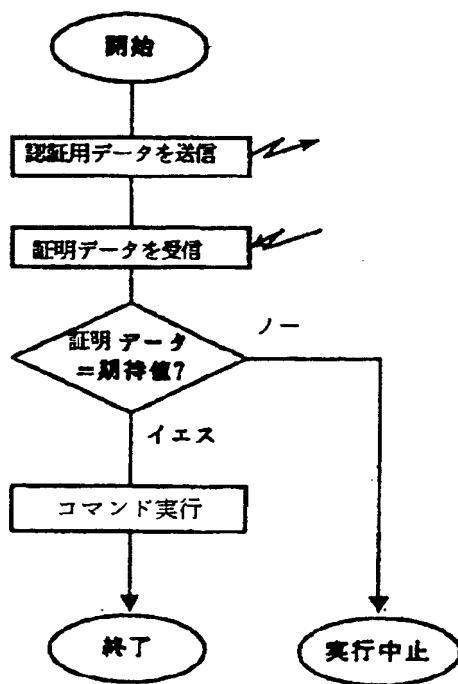 開始
認証用データを送信
証明データを受信
証明データ
=期待値?
ノー
イエス
コマンド実行
終了
実行中止